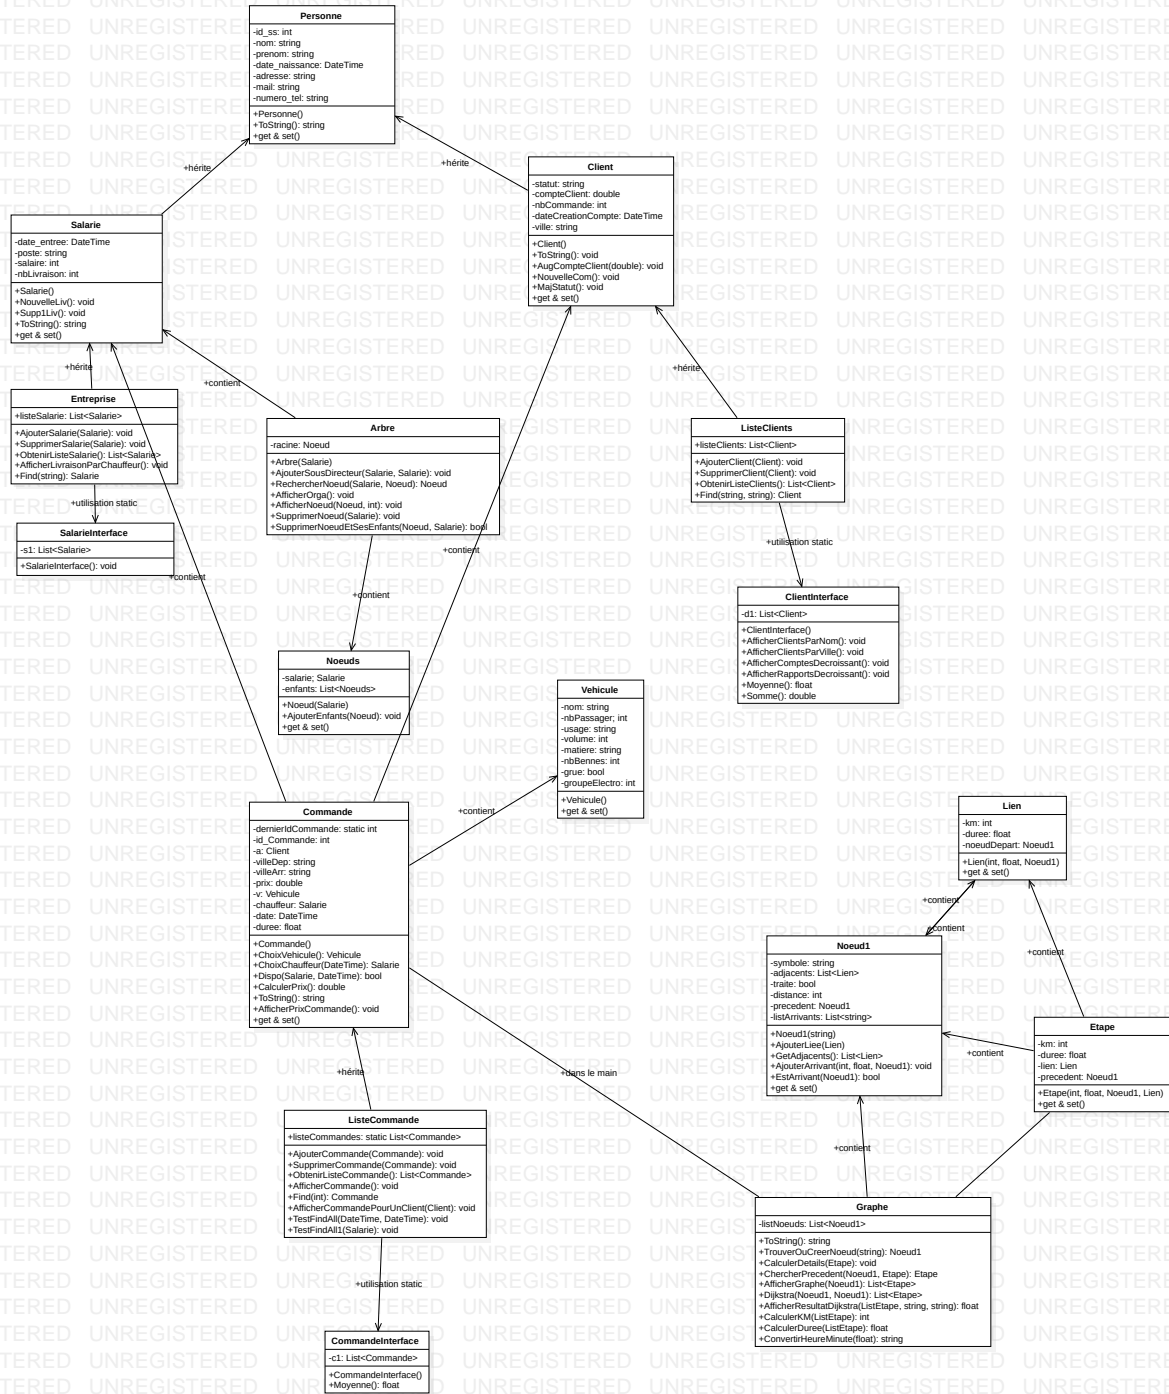 Personne
-id_ss: int
-nom: string
-prenom: string
-date_naissance: DateTime
-adresse: string
-mail: string
-numero_tel: string
+Personne()
+ToString(): string
+get & set()
+hérite
+hérite
Client
-statut: string
-compteClient: double
-nbCommande: int
-dateCreationCompte: DateTime
-ville: string
+Client()
+ToString(): void
+AugCompteClient(double): void
+NouvelleCom(): void
+MajStatut(): void
+get & set()
Salarie
-date_entree: DateTime
-poste: string
-salaire: int
-nbLivraison: int
+Salarie()
+NouvelleLiv(): void
+Supp1Liv(): void
+ToString(): string
+get & set()
+hérite
+contient
+hérite
Entreprise
+listeSalarie: List<Salarie>
+AjouterSalarie(Salarie): void
+SupprimerSalarie(Salarie): void
+ObtenirListeSalarie(): List<Salarie>
+AfficherLivraisonParChauffeur(): void
+Find(string): Salarie
+utilisation static
SalarieInterface
-s1: List<Salarie>
+SalarieInterface(): void
+contient
Arbre
-racine: Noeud
+Arbre(Salarie)
+AjouterSousDirecteur(Salarie, Salarie): void
+RechercherNoeud(Salarie, Noeud): Noeud
+AfficherOrga(): void
+AfficherNoeud(Noeud, int): void
+SupprimerNoeud(Salarie): void
+SupprimerNoeudEtSesEnfants(Noeud, Salarie): bool
+contient
+contient
ListeClients
+listeClients: List<Client>
+AjouterClient(Client): void
+SupprimerClient(Client): void
+ObtenirListeClients(): List<Client>
+Find(string, string): Client
+utilisation static
ClientInterface
-d1: List<Client>
+ClientInterface()
+AfficherClientsParNom(): void
+AfficherClientsParVille(): void
+AfficherComptesDecroissant(): void
+AfficherRapportsDecroissant(): void
+Moyenne(): float
+Somme(): double
Noeuds
-salarie; Salarie
-enfants: List<Noeuds>
+Noeud(Salarie)
+AjouterEnfants(Noeud): void
+get & set()
Vehicule
-nom: string
-nbPassager; int
-usage: string
-volume: int
-matiere: string
-nbBennes: int
-grue: bool
-groupeElectro: int
+Vehicule()
+get & set()
+contient
Commande
-dernierIdCommande: static int
-id_Commande: int
-a: Client
-villeDep: string
-villeArr: string
-prix: double
-v: Vehicule
-chauffeur: Salarie
-date: DateTime
-duree: float
+Commande()
+ChoixVehicule(): Vehicule
+ChoixChauffeur(DateTime): Salarie
+Dispo(Salarie, DateTime): bool
+CalculerPrix(): double
+ToString(): string
+AfficherPrixCommande(): void
+get & set()
Lien
-km: int
-duree: float
-noeudDepart: Noeud1
+Lien(int, float, Noeud1)
+get & set()
+contient
+contient
+contient
Noeud1
-symbole: string
-adjacents: List<Lien>
-traite: bool
-distance: int
-precedent: Noeud1
-listArrivants: List<string>
+Noeud1(string)
+AjouterLiee(Lien)
+GetAdjacents(): List<Lien>
+AjouterArrivant(int, float, Noeud1): void
+EstArrivant(Noeud1): bool
+get & set()
+contient
Etape
-km: int
-duree: float
-lien: Lien
-precedent: Noeud1
+Etape(int, float, Noeud1, Lien)
+get & set()
+hérite
+dans le main
+contient
ListeCommande
+listeCommandes: static List<Commande>
+AjouterCommande(Commande): void
+SupprimerCommande(Commande): void
+ObtenirListeCommande(): List<Commande>
+AfficherCommande(): void
+Find(int): Commande
+AfficherCommandePourUnClient(Client): void
+TestFindAll(DateTime, DateTime): void
+TestFindAll1(Salarie): void
+utilisation static
CommandeInterface
-c1: List<Commande>
+CommandeInterface()
+Moyenne(): float
Graphe
-listNoeuds: List<Noeud1>
+ToString(): string
+TrouverOuCreerNoeud(string): Noeud1
+CalculerDetails(Etape): void
+ChercherPrecedent(Noeud1, Etape): Etape
+AfficherGraphe(Noeud1): List<Etape>
+Dijkstra(Noeud1, Noeud1): List<Etape>
+AfficherResultatDijkstra(ListEtape, string, string): float
+CalculerKM(ListEtape): int
+CalculerDuree(ListEtape): float
+ConvertirHeureMinute(float): string